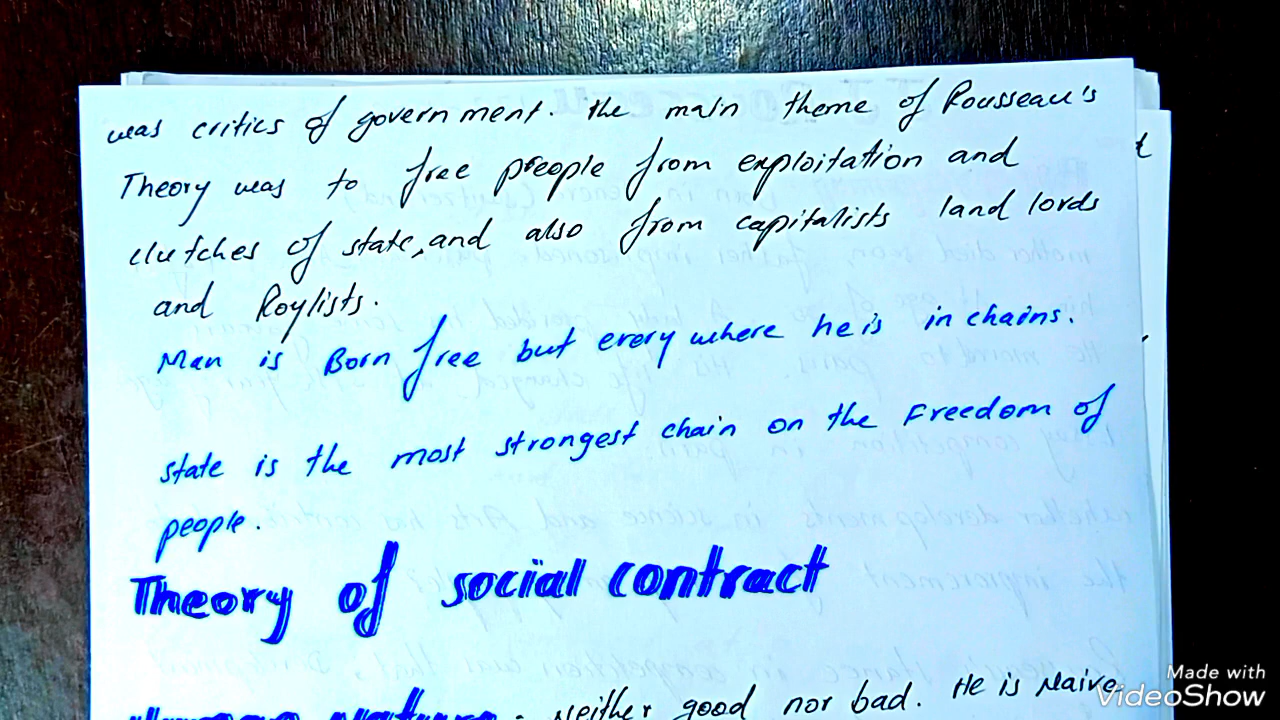 was critics of government. the main theme of Rousseau's
Theory was to free preople from exploitation and
clutches of state, and also from capitalists land lords
and Roylists.
Man is Born free but every where he is in chains.
state is the most strongest chain on the Freedom of
people.
Theory of social contract
Human Nature. Neither good nor bad. He is Naive
t
Made with
VideoShow